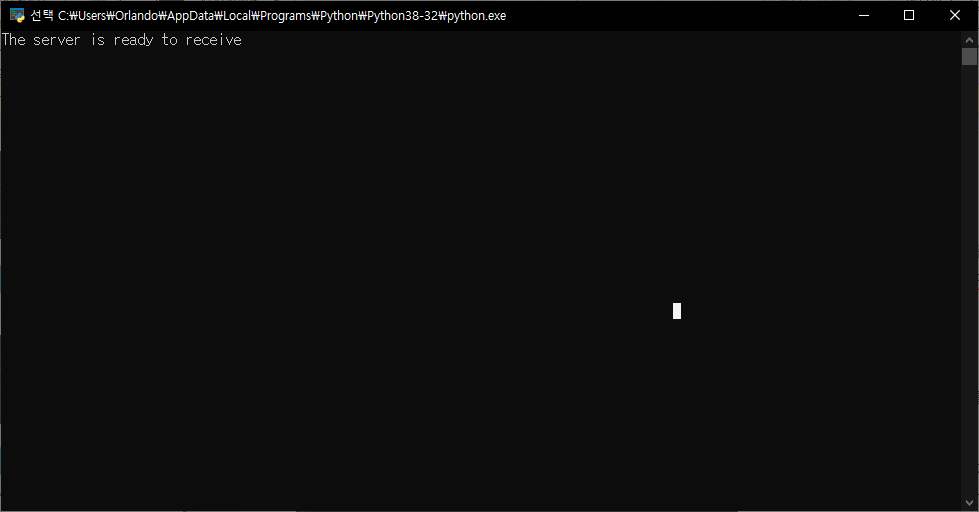 선택 C:₩Users₩Orlando₩AppData₩Local₩Programs₩Python₩Python38-32₩python.exe
The server is ready to receive